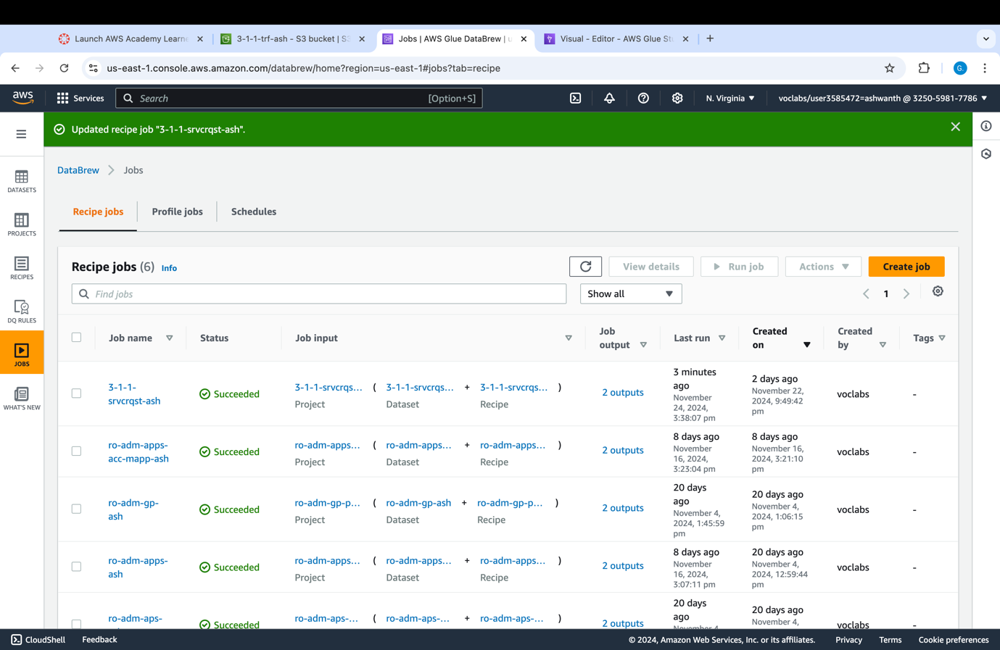 Launch AWS Academy Learne
3-1-1-trf-ash - S3 bucket | S3
Jobs | AWS Glue DataBrew | u
Visual - Editor - AWS Glue Stu
us-east-1.console.aws.amazon.com/databrew/home?region=us-east-1#jobs?tab=recipe
G.
aws
Services
Search
[Option+S]
N. Virginia
voclabs/user3585472=ashwanth @ 3250-5981-7786
Updated recipe job "3-1-1-srvcrqst-ash".
DATASETS
PROJECTS
RECIPES
DQ RULES
JOBS
WHAT'S NEW
DataBrew
Jobs
Recipe jobs
Profile jobs
Schedules
Recipe jobs (6) Info
View details
Run job
Actions
Create job
Find jobs
Show all
1
Job name
Status
Job input
Job output
Last run
Created on
Created by
Tags
3-1-1-
srvcrqst-ash
Succeeded
3-1-1-srvcrqs... ( 3-1-1-srvcrqs... + 3-1-1-srvcrqs... )
Project Dataset Recipe
2 outputs
3 minutes
ago
November
24, 2024,
3:38:07 pm
2 days ago
November 22,
2024, 9:49:42
pm
voclabs
-
ro-adm-apps-
acc-mapp-ash
Succeeded
ro-adm-apps... ( ro-adm-apps... + ro-adm-apps... )
Project Dataset Recipe
2 outputs
8 days ago
November
16, 2024,
3:23:04 pm
8 days ago
November 16,
2024, 3:21:10
pm
voclabs
-
ro-adm-gp-
ash
Succeeded
ro-adm-gp-p... ( ro-adm-gp-ash + ro-adm-gp-p... )
Project Dataset Recipe
2 outputs
20 days
ago
November 4,
2024, 1:45:59
pm
20 days ago
November 4,
2024, 1:06:15
pm
voclabs
-
ro-adm-apps-
ash
Succeeded
ro-adm-apps... ( ro-adm-apps... + ro-adm-apps... )
Project Dataset Recipe
2 outputs
8 days ago
November
16, 2024,
3:07:11 pm
20 days ago
November 4,
2024, 12:59:44
pm
voclabs
-
ro-adm-aps-
Succeeded
ro-adm-aps-... ( ro-adm-aps-... + ro-adm-aps-... )
2 outputs
20 days
ago
November 4,
20 days ago
November 4,
voclabs
-
CloudShell
Feedback
© 2024, Amazon Web Services, Inc. or its affiliates.
Privacy
Terms
Cookie preferences